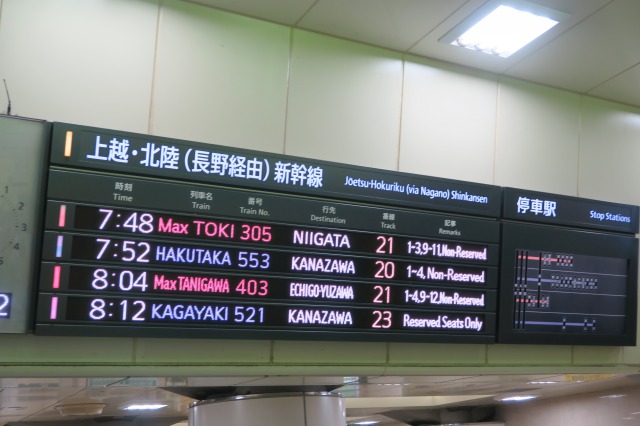 上越・北陸（長野経由）新幹線 Jōetsu·Hokuriku (via Nagano) Shinkansen
停車駅 Stop Stations
時刻 列車名 番号 行先 番線 記事
Time Train Train No. Destination Track Remarks
7:48 Max TOKI 305 NIIGATA 21 1-3,9-11,Non-Reserved
7:52 HAKUTAKA 553 KANAZAWA 20 1~4, Non-Reserved
8:04 Max TANIGAWA 403 ECHIGO-YUZAWA 21 1-4,9-12,Non-Reserved
8:12 KAGAYAKI 521 KANAZAWA 23 Reserved Seats Only